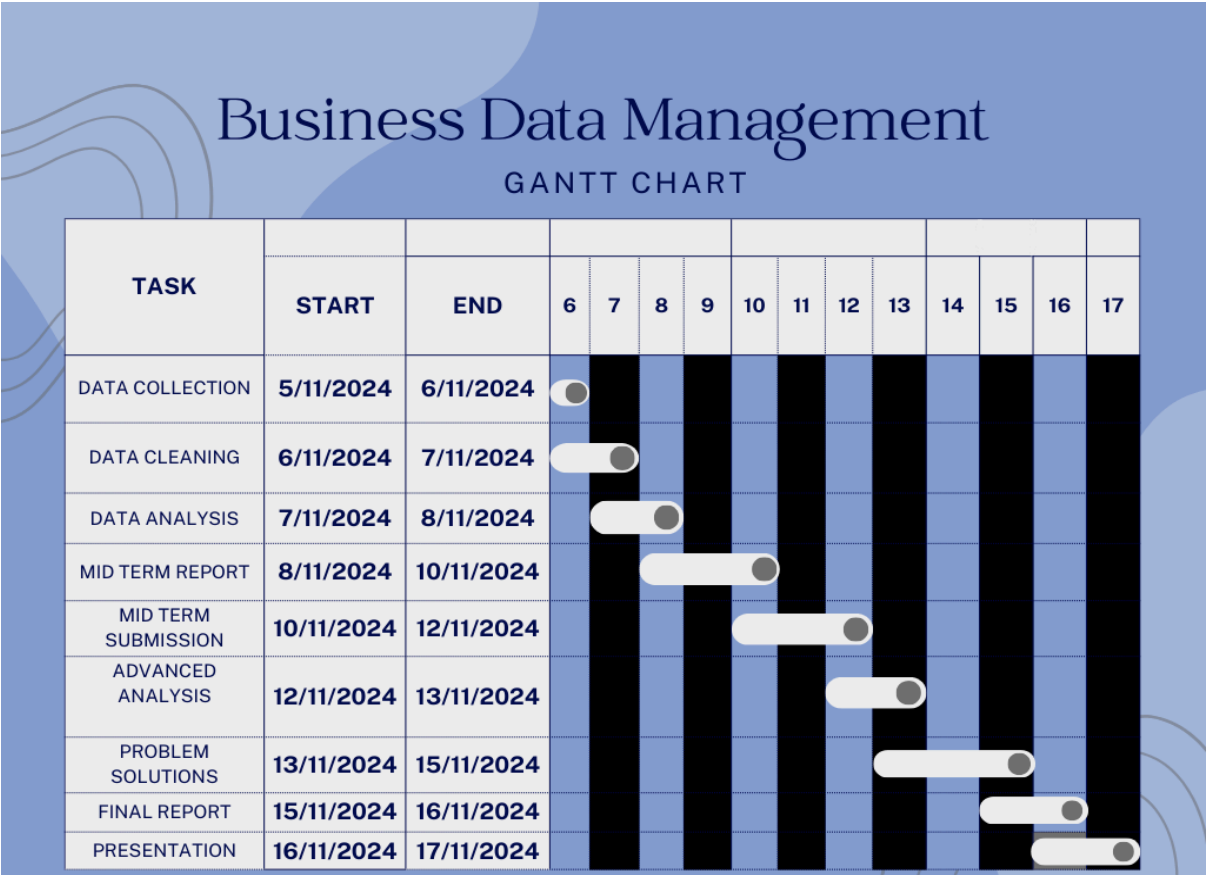 Business Data Management
GANTT CHART
TASK START END 6 7 8 9 10 11 12 13 14 15 16 17
DATA COLLECTION 5/11/2024 6/11/2024
DATA CLEANING 6/11/2024 7/11/2024
DATA ANALYSIS 7/11/2024 8/11/2024
MID TERM REPORT 8/11/2024 10/11/2024
MID TERM
SUBMISSION 10/11/2024 12/11/2024
ADVANCED
ANALYSIS 12/11/2024 13/11/2024
PROBLEM
SOLUTIONS 13/11/2024 15/11/2024
FINAL REPORT 15/11/2024 16/11/2024
PRESENTATION 16/11/2024 17/11/2024